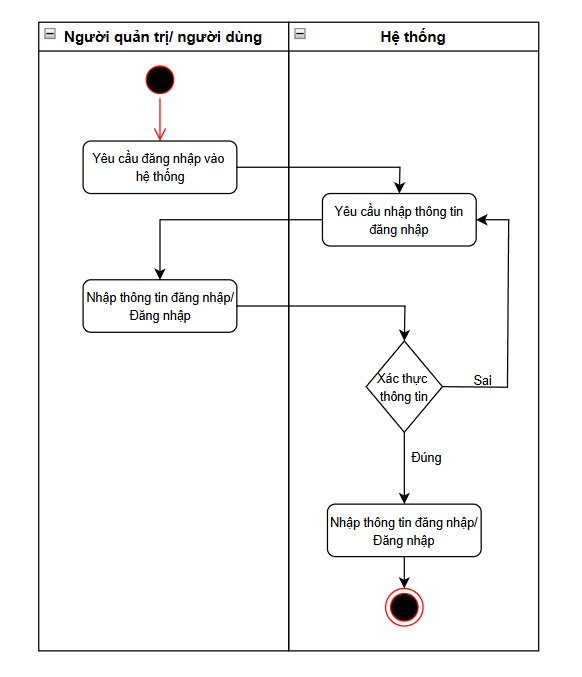 Người quản trị/ người dùng
Hệ thống
Yêu cầu đăng nhập vào
hệ thống
Yêu cầu nhập thông tin
đăng nhập
Nhập thông tin đăng nhập/
Đăng nhập
Xác thực
thông tin
Sai
Đúng
Nhập thông tin đăng nhập/
Đăng nhập